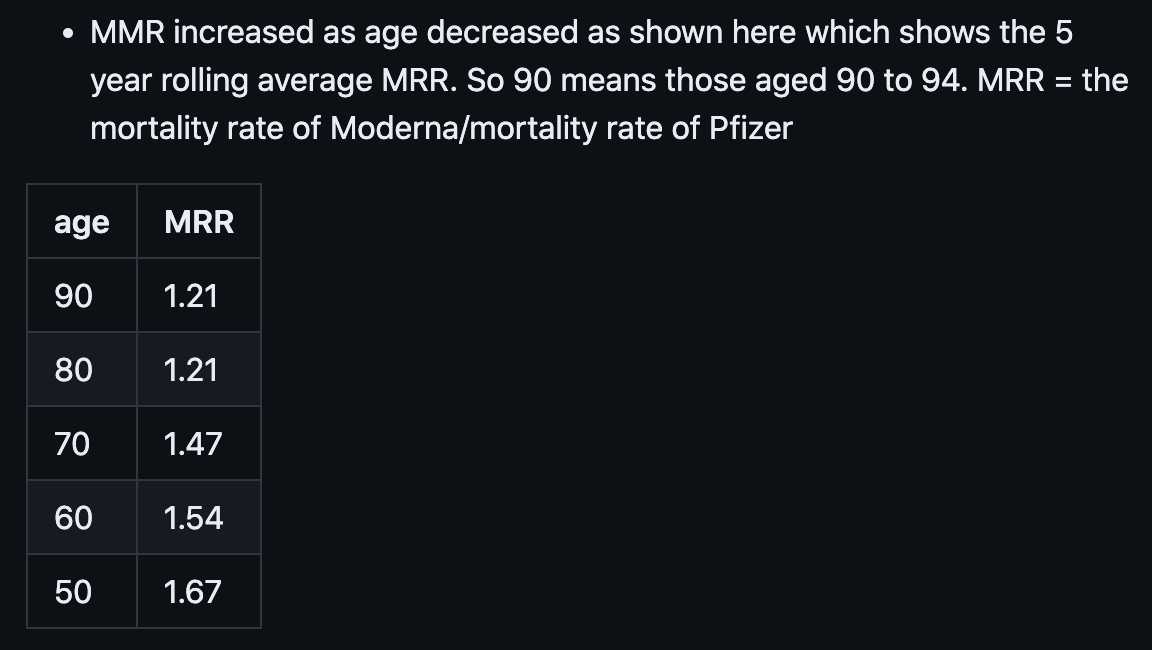 • MMR increased as age decreased as shown here which shows the 5
year rolling average MRR. So 90 means those aged 90 to 94. MRR = the
mortality rate of Moderna/mortality rate of Pfizer
age MRR
90 1.21
80 1.21
70 1.47
60 1.54
50 1.67